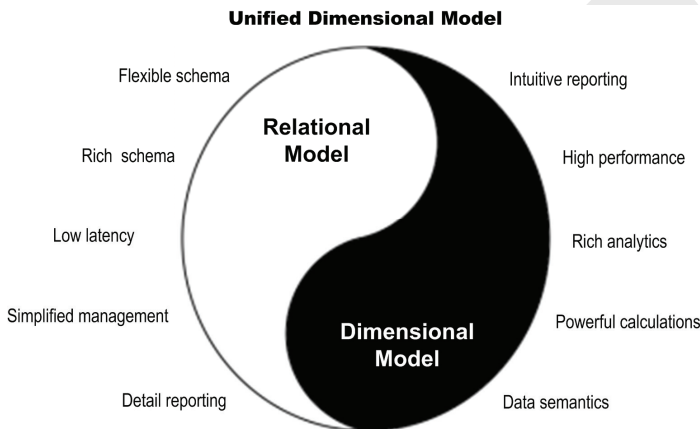 Unified Dimensional Model
Flexible schema
Rich schema
Low latency
Simplified management
Detail reporting
Relational
Model
Dimensional
Model
Intuitive reporting
High performance
Rich analytics
Powerful calculations
Data semantics